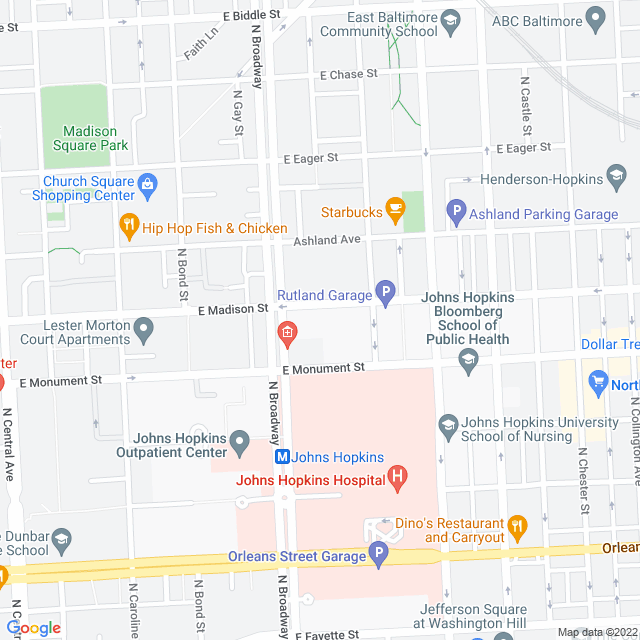 E Biddle St
East Baltimore
Community School
ABC Baltimore
Faith Ln
N Broadway
E Chase St
N Gay St
N Castle St
Madison
Square Park
E Eager St
E Eager St
Church Square
Shopping Center
Henderson-Hopkins
Starbucks
Ashland Parking Garage
Hip Hop Fish & Chicken
Ashland Ave
N Bond St
Rutland Garage
Johns Hopkins
Bloomberg
School of
Public Health
E Madison St
Lester Morton
Court Apartments
Dollar Tre
ter
E Monument St
E Monument St
North
N Central Ave
N Broadway
N Collington Ave
Johns Hopkins
Outpatient Center
Johns Hopkins University
School of Nursing
M Johns Hopkins
N Chester St
Johns Hopkins Hospital H
Dino's Restaurant
and Carryout
e Dunbar
e School
Orleans Street Garage P
Orlean
N Caroline
N Bond St
N Broadway
Jefferson Square
at Washington Hill
E Fayette St
Google
Map data ©2022